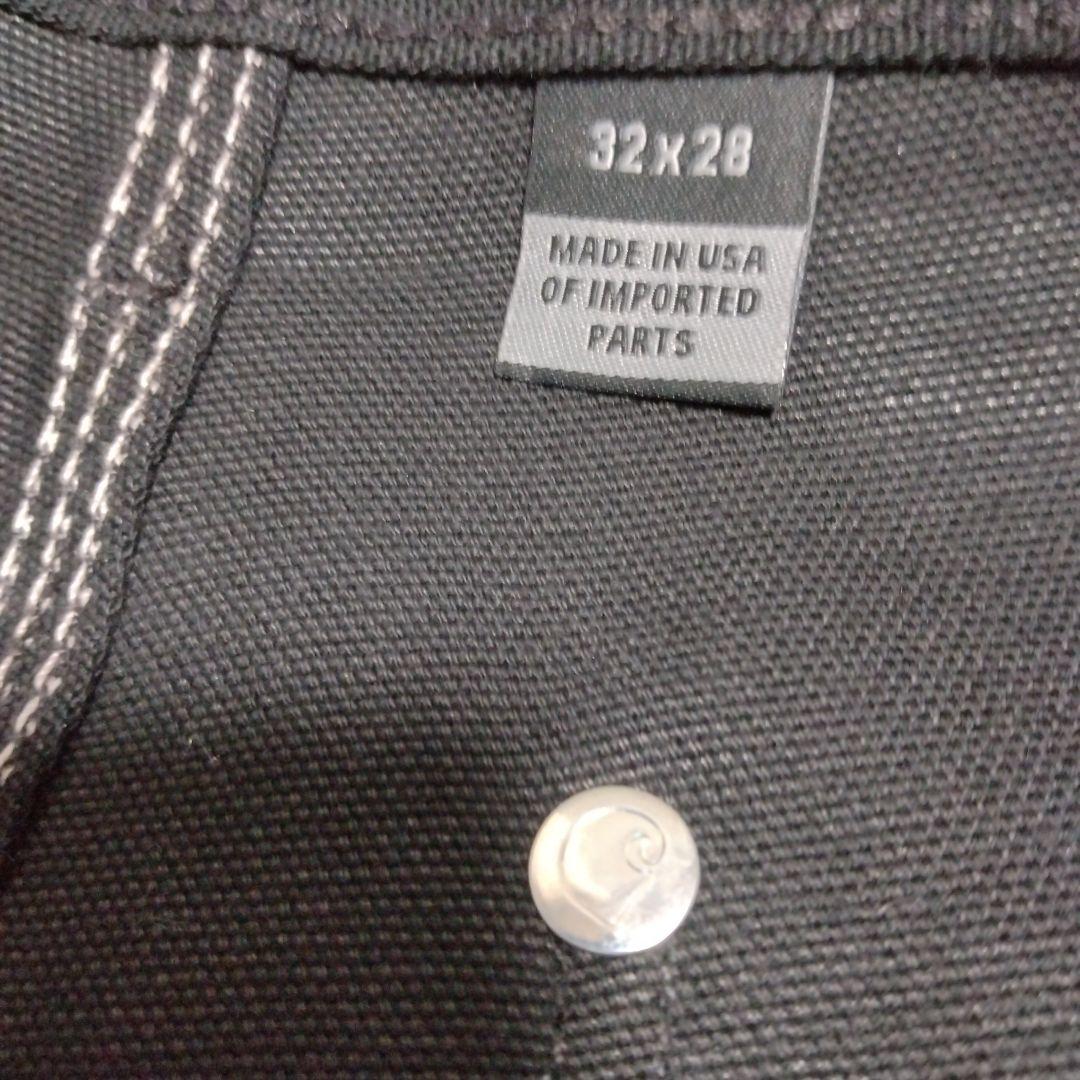 32x28
MADE IN USA
OF IMPORTED
PARTS